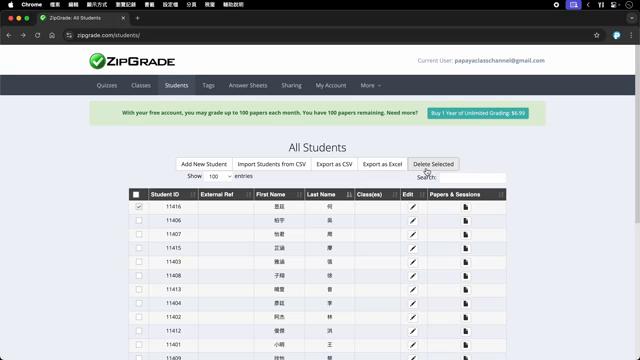 Chrome 檔案 編輯 顯示方式 瀏覽記錄 書籤 設定檔 分頁 視窗 輔助說明
ZipGrade: All Students
zipgrade.com/students/
ZIPGRADE
Current User: papayaclasschannel@gmail.com
Quizzes Classes Students Tags Answer Sheets Sharing My Account More
With your free account, you may grade up to 100 papers each month. You have 100 papers remaining. Need more? Buy 1 Year of Unlimited Grading: $6.99
All Students
Add New Student Import Students from CSV Export as CSV Export as Excel Delete Selected
Show 100 entries Search:
Student ID External Ref First Name Last Name Class(es) Edit Papers & Sessions
11416 何
11406 柏宇 吳
11407 怡君 周
11415 芷涵 廖
11403 雅涵 張
11408 子翔 徐
11413 曉雯 曾
11404 彥廷 李
11402 阿杰 林
11412 俊傑 洪
11401 小明 王
11409